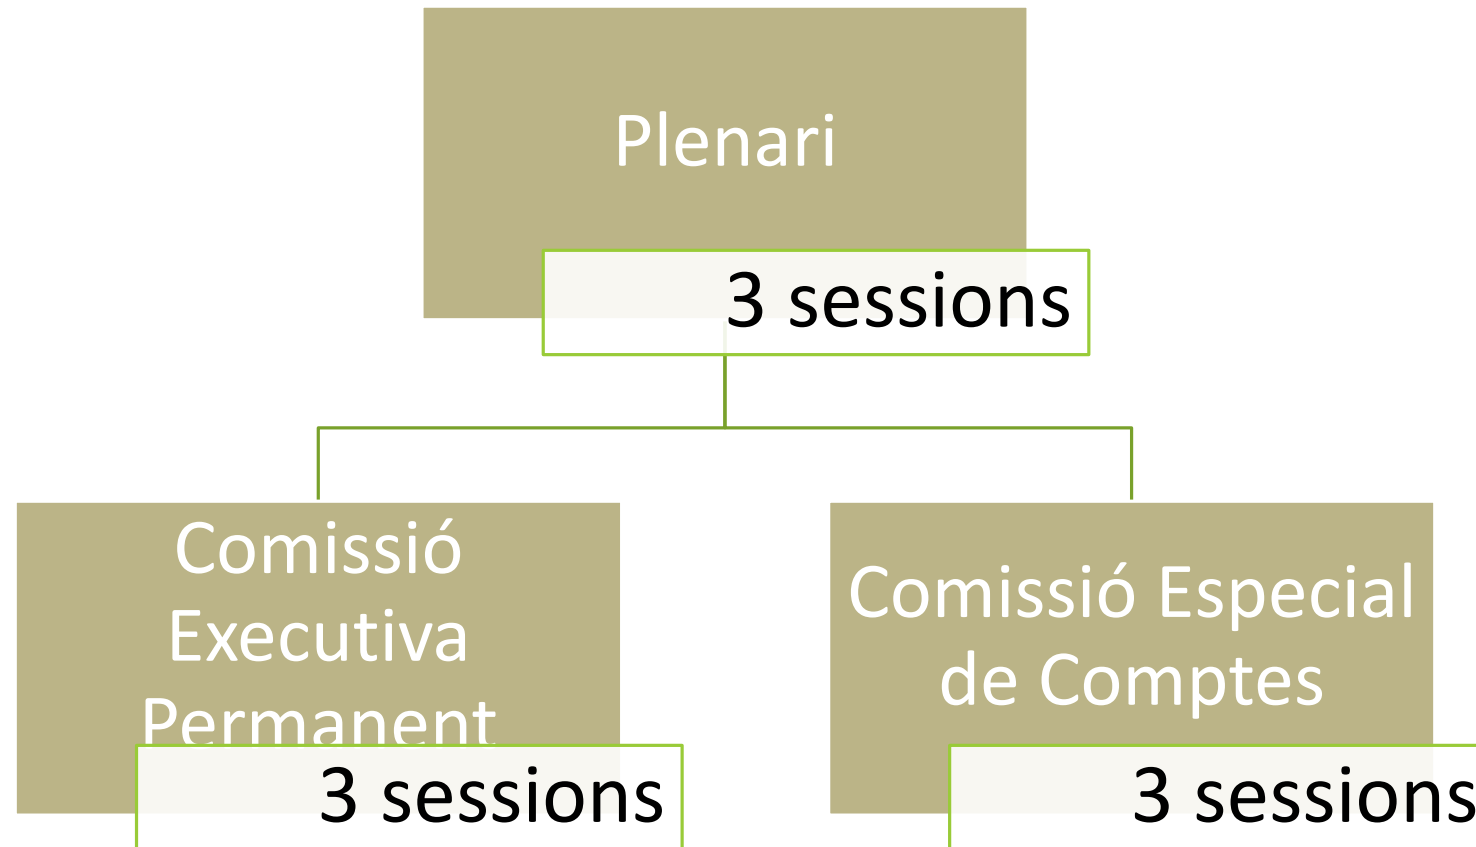 Plenari
3 sessions
Comissió
Executiva
Permanent
3 sessions
Comissió Especial
de Comptes
3 sessions